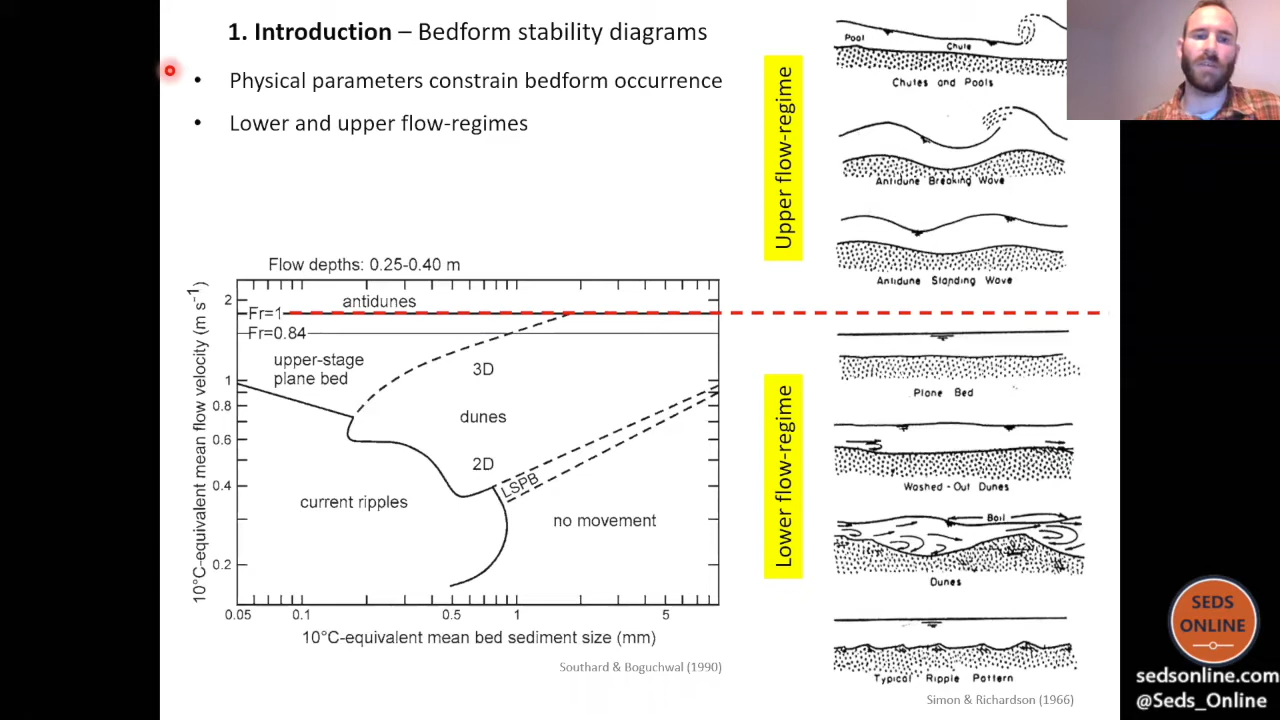 1. Introduction – Bedform stability diagrams
• Physical parameters constrain bedform occurrence
• Lower and upper flow-regimes
Flow depths: 0.25-0.40 m
10°C-equivalent mean flow velocity (m s⁻¹)
2
1
0.8
0.6
0.4
0.2
antidunes
Fr=1
Fr=0.84
upper-stage
plane bed
3D
dunes
2D
LSPB
current ripples
no movement
0.05
0.1
0.5
1
5
10°C-equivalent mean bed sediment size (mm)
Southard & Boguchwal (1990)
Upper flow-regime
Lower flow-regime
Pool
Chute
Chutes and Pools
Antidune Breaking Wave
Antidune Standing Wave
Plane Bed
Washed-Out Dunes
Boil
Dunes
Typical Ripple Pattern
Simon & Richardson (1966)
SEDS
ONLINE
sedsonline.com
@Seds_Online